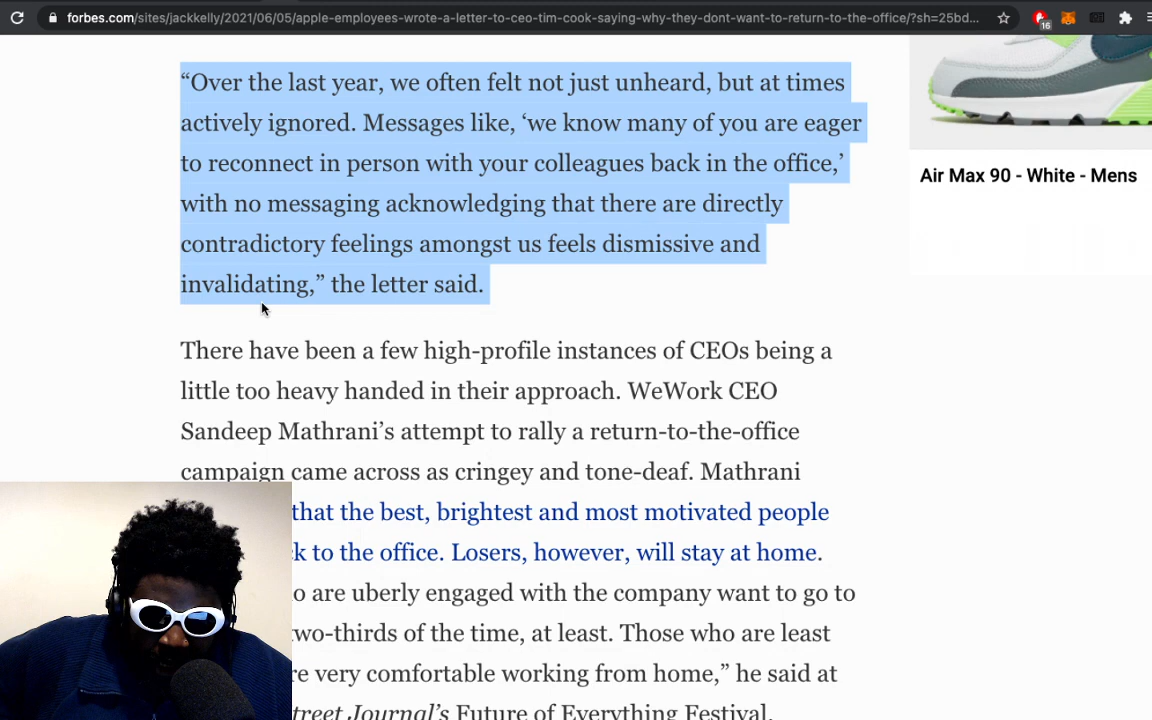 forbes.com/sites/jackkelly/2021/06/05/apple-employees-wrote-a-letter-to-ceo-tim-cook-saying-why-they-dont-want-to-return-to-the-office/?sh=25bd...
16
“Over the last year, we often felt not just unheard, but at times
actively ignored. Messages like, ‘we know many of you are eager
to reconnect in person with your colleagues back in the office,’
with no messaging acknowledging that there are directly
contradictory feelings amongst us feels dismissive and
invalidating,” the letter said.
Air Max 90 - White - Mens
There have been a few high-profile instances of CEOs being a
little too heavy handed in their approach. WeWork CEO
Sandeep Mathrani’s attempt to rally a return-to-the-office
campaign came across as cringey and tone-deaf. Mathrani
that the best, brightest and most motivated people
to the office. Losers, however, will stay at home.
are uberly engaged with the company want to go to
two-thirds of the time, at least. Those who are least
very comfortable working from home,” he said at
Journal’s Future of Everything Festival.